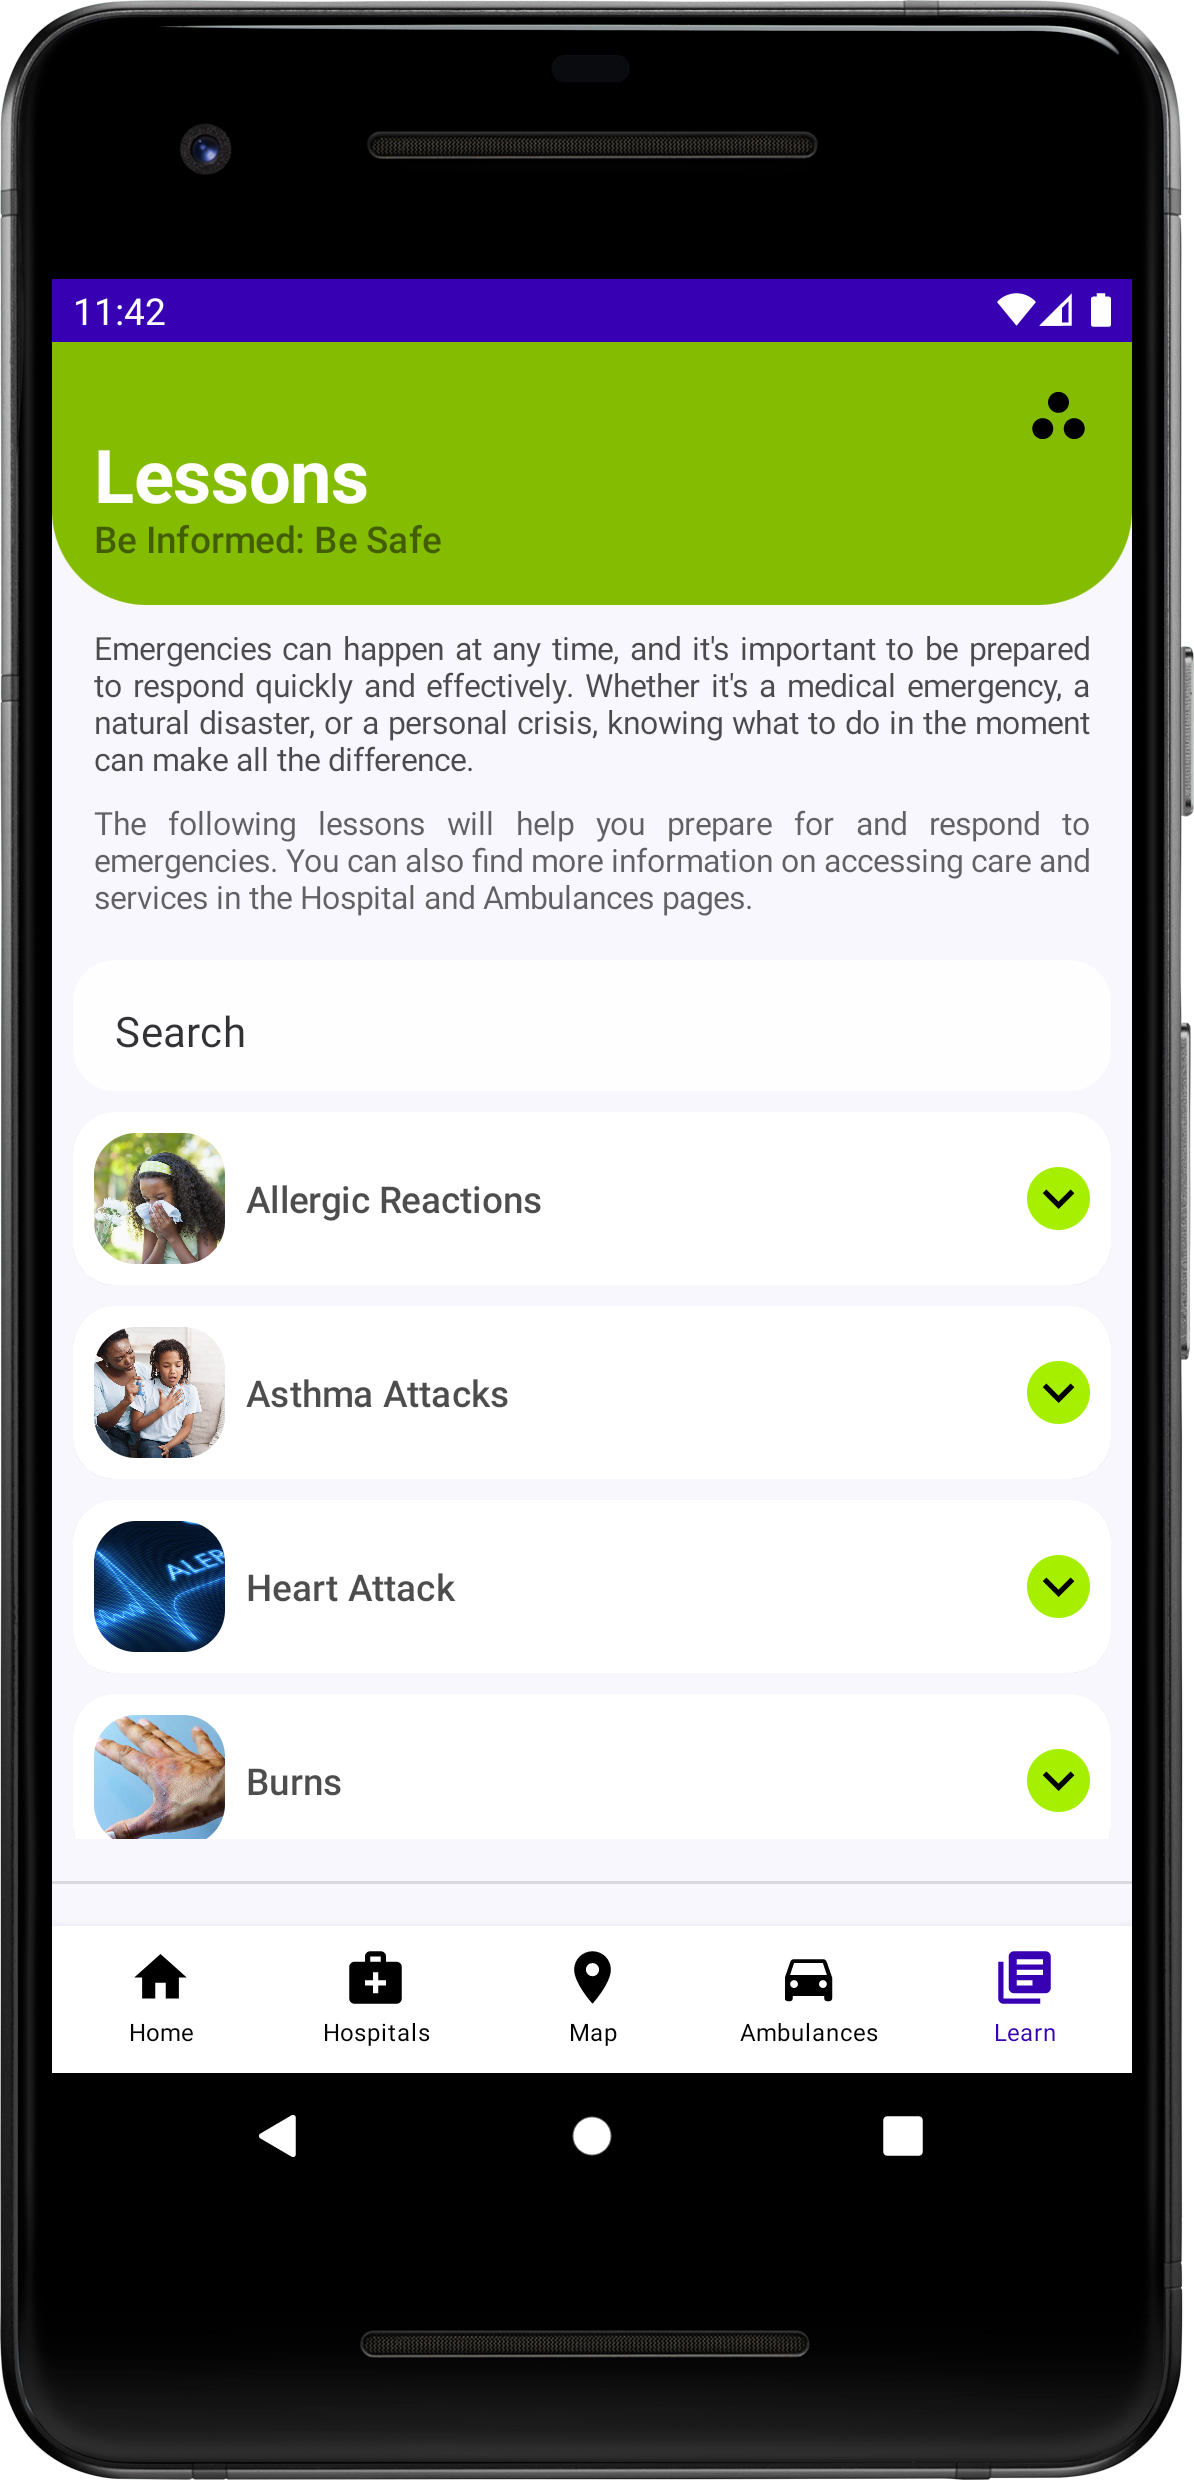 11:42
Lessons
Be Informed: Be Safe
Emergencies can happen at any time, and it's important to be prepared
to respond quickly and effectively. Whether it's a medical emergency, a
natural disaster, or a personal crisis, knowing what to do in the moment
can make all the difference.
The following lessons will help you prepare for and respond to
emergencies. You can also find more information on accessing care and
services in the Hospital and Ambulances pages.
Search
Allergic Reactions
Asthma Attacks
ALER
Heart Attack
Burns
Home
Hospitals
Map
Ambulances
Learn